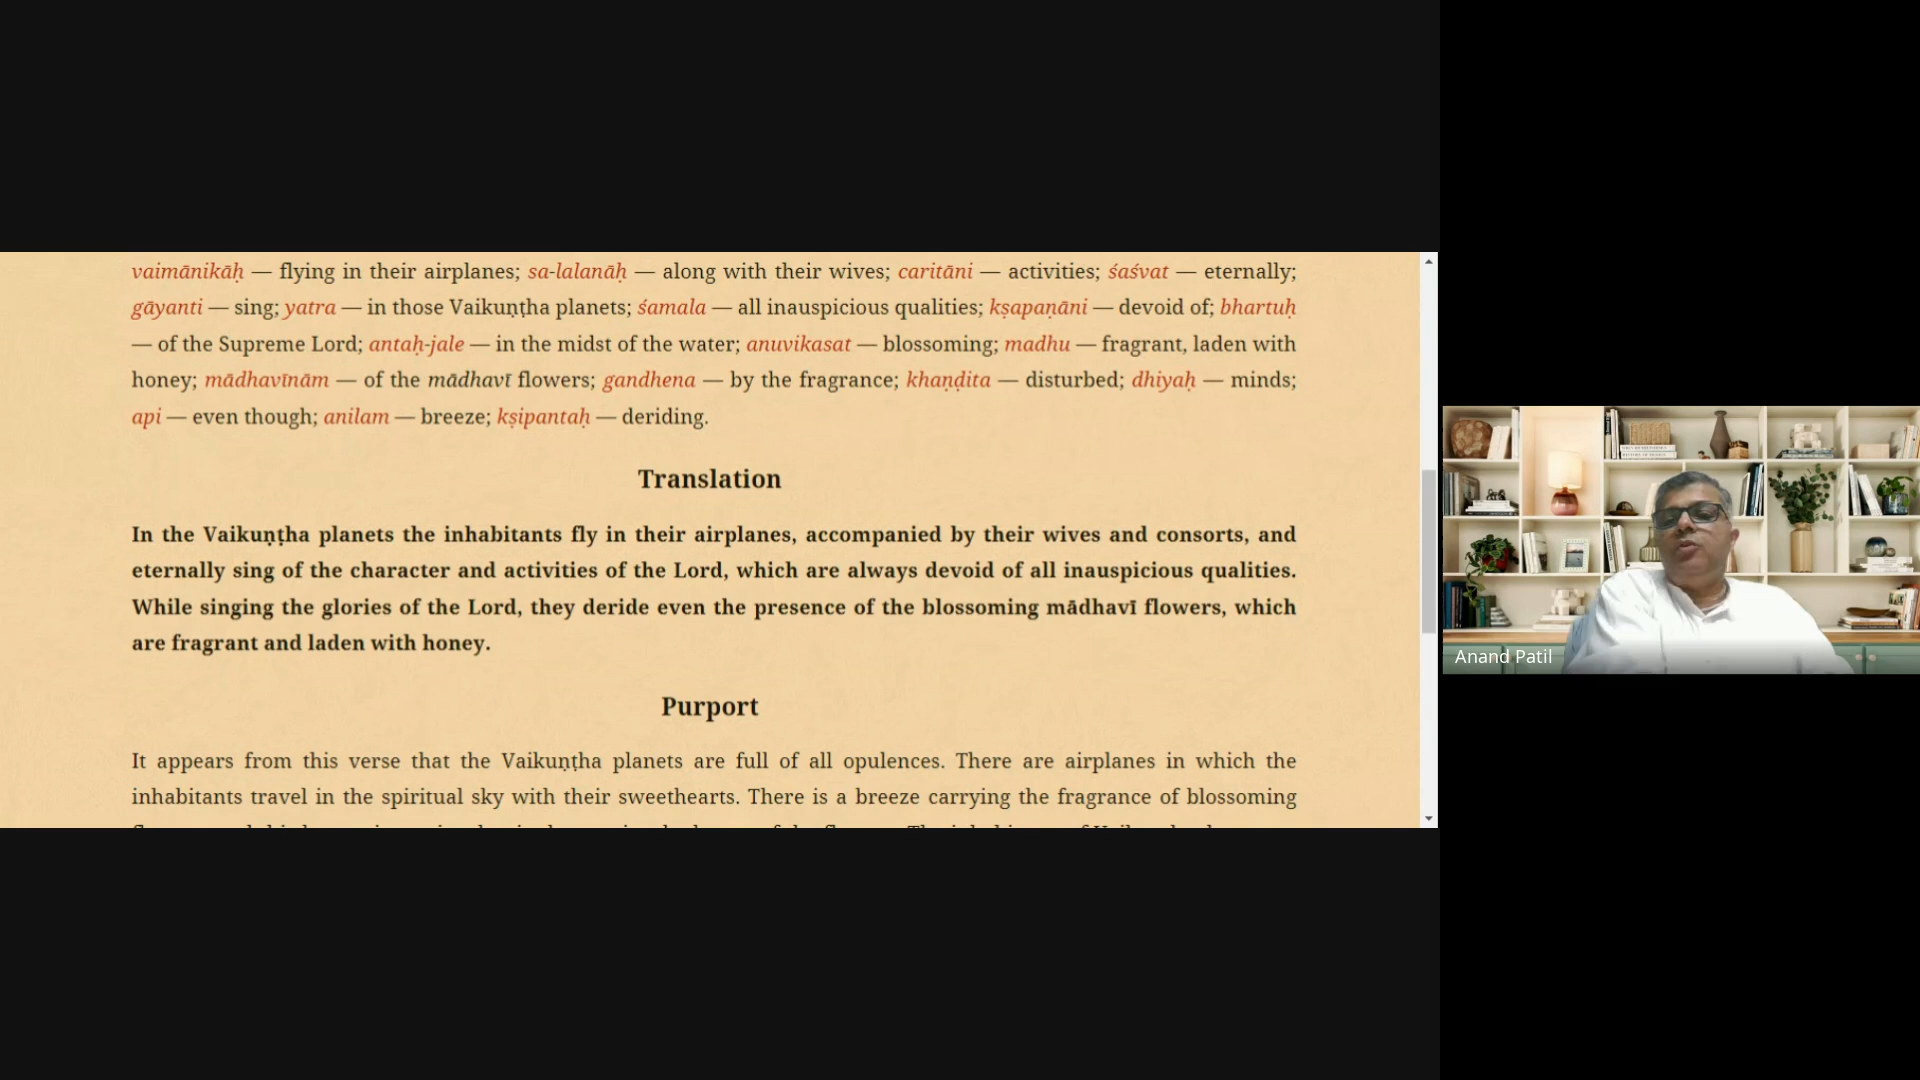 vaimānikāḥ — flying in their airplanes; sa-lalanāḥ — along with their wives; caritāni — activities; śaśvat — eternally;
gāyanti — sing; yatra — in those Vaikuṇṭha planets; śamala — all inauspicious qualities; kṣapaṇāni — devoid of; bhartuḥ
— of the Supreme Lord; antaḥ-jale — in the midst of the water; anuvikasat — blossoming; madhu — fragrant, laden with
honey; mādhavīnām — of the mādhavī flowers; gandhena — by the fragrance; khaṇḍita — disturbed; dhiyaḥ — minds;
api — even though; anilam — breeze; kṣipantaḥ — deriding.
Translation
In the Vaikuṇṭha planets the inhabitants fly in their airplanes, accompanied by their wives and consorts, and
eternally sing of the character and activities of the Lord, which are always devoid of all inauspicious qualities.
While singing the glories of the Lord, they deride even the presence of the blossoming mādhavī flowers, which
are fragrant and laden with honey.
Purport
It appears from this verse that the Vaikuṇṭha planets are full of all opulences. There are airplanes in which the
inhabitants travel in the spiritual sky with their sweethearts. There is a breeze carrying the fragrance of blossoming
Anand Patil